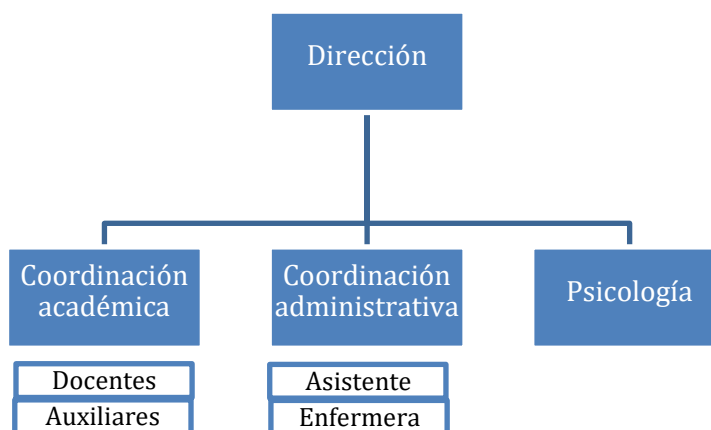 Dirección
Coordinación
académica
Coordinación
administrativa
Psicología
Docentes
Auxiliares
Asistente
Enfermera